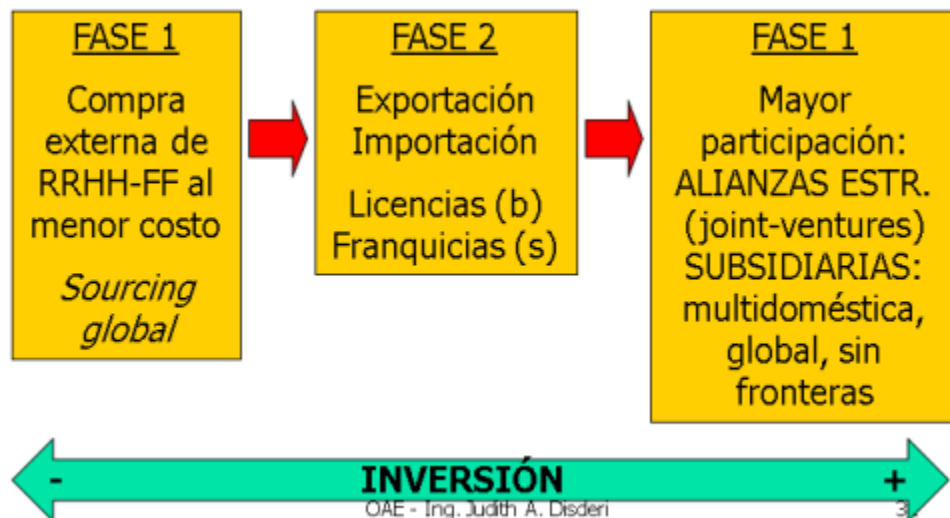 FASE 1
Compra
externa de
RRHH-FF al
menor costo
Sourcing
global
FASE 2
Exportación
Importación
Licencias (b)
Franquicias (s)
FASE 1
Mayor
participación:
ALIANZAS ESTR.
(joint-ventures)
SUBSIDIARIAS:
multidoméstica,
global, sin
fronteras
- INVERSIÓN +
OAE - Ing. Judith A. Disderi